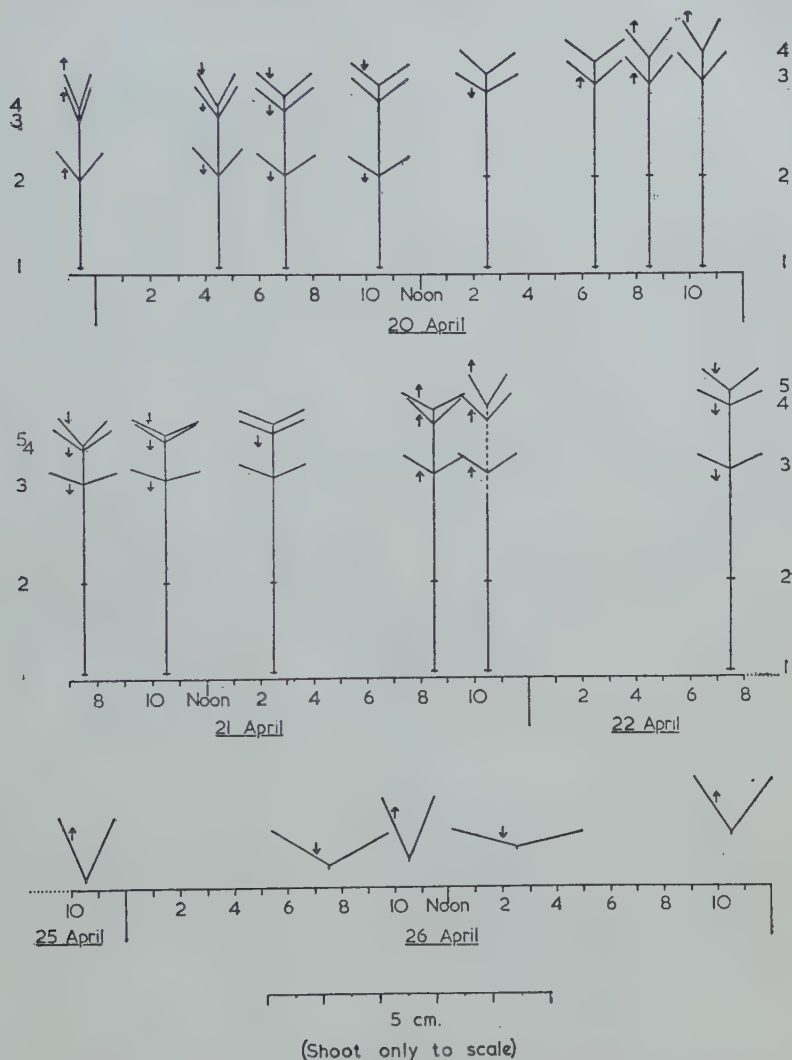 4 4
3 3
2 2
1 1
2 4 6 8 10 Noon 2 4 6 8 10
20 April
5 5
4 4
3 3
2 2
1
8 10 Noon 2 4 6 8 10 2 4 6 8
21 April 22 April
10 2 4 6 8 10 Noon 2 4 6 8 10
25 April 26 April
5 cm.
(Shoot only to scale)